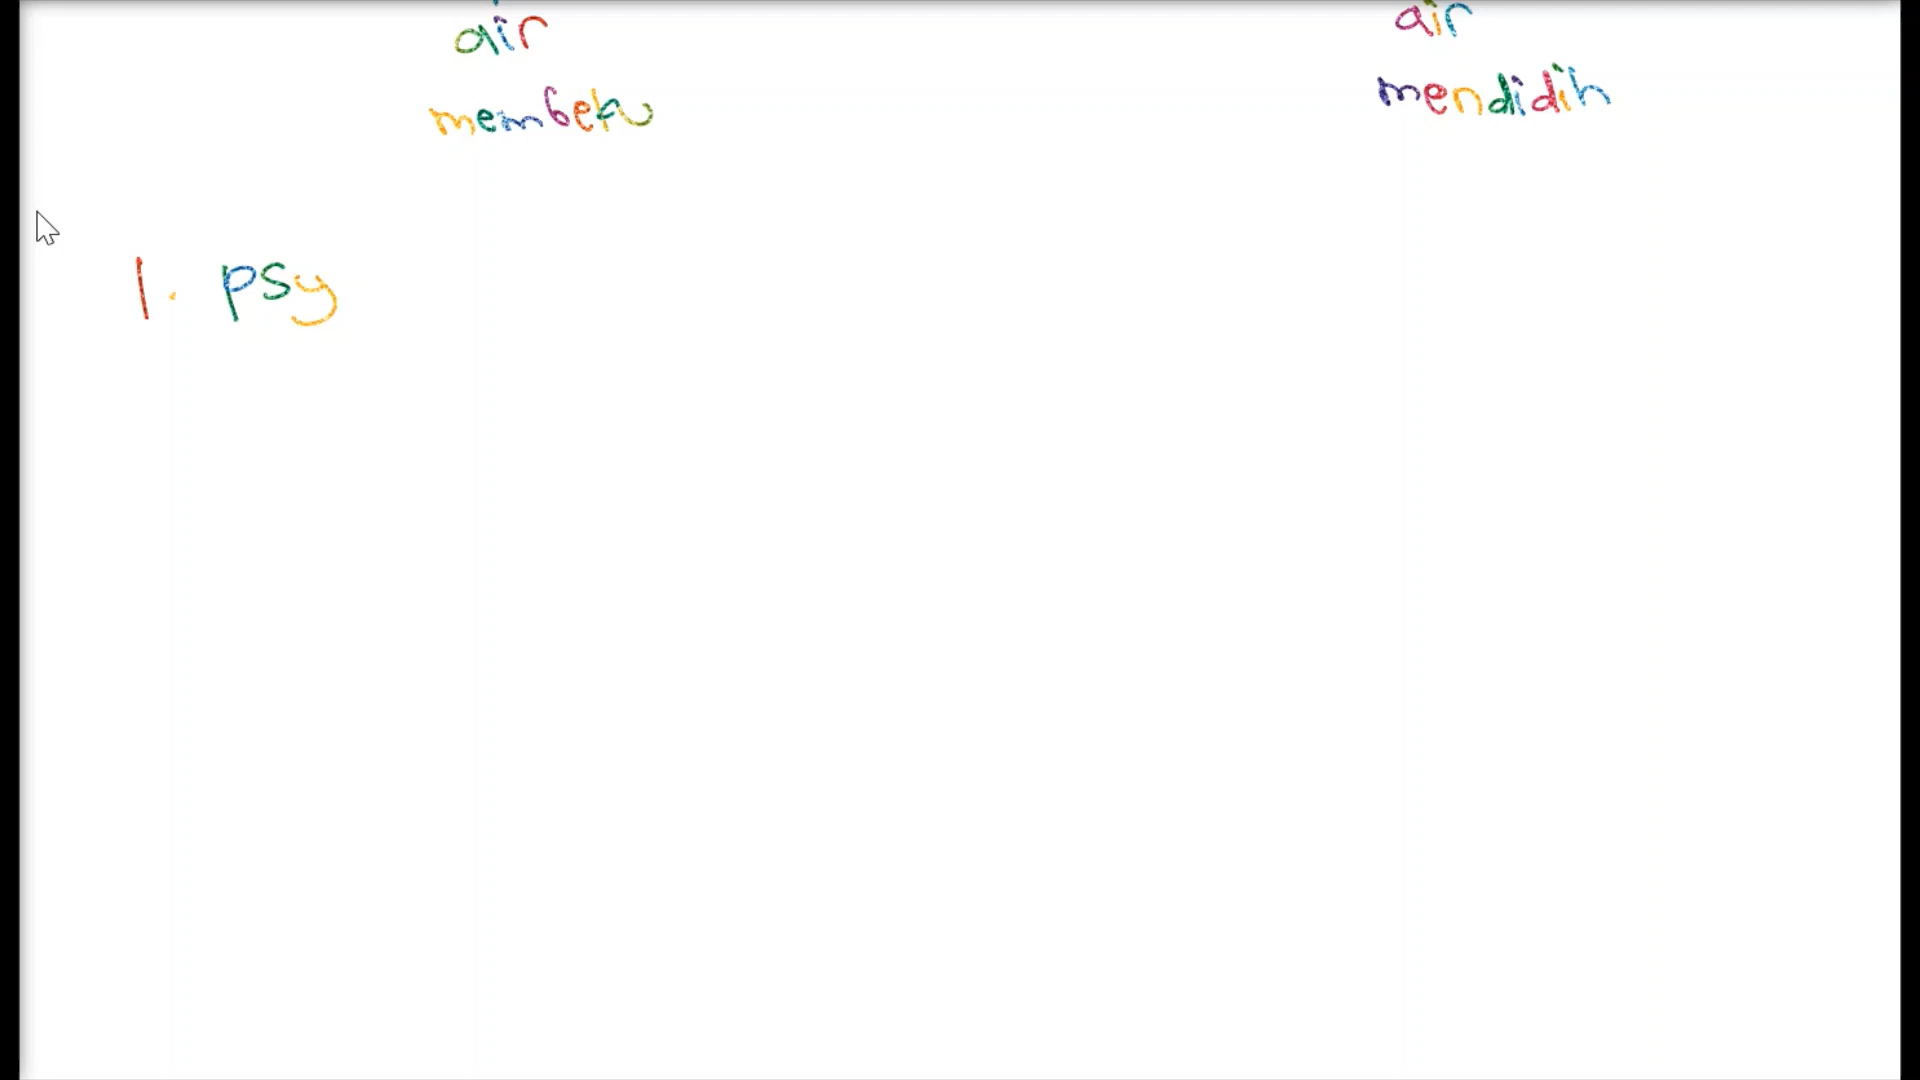 air
membeku
air
mendidih
1. psy